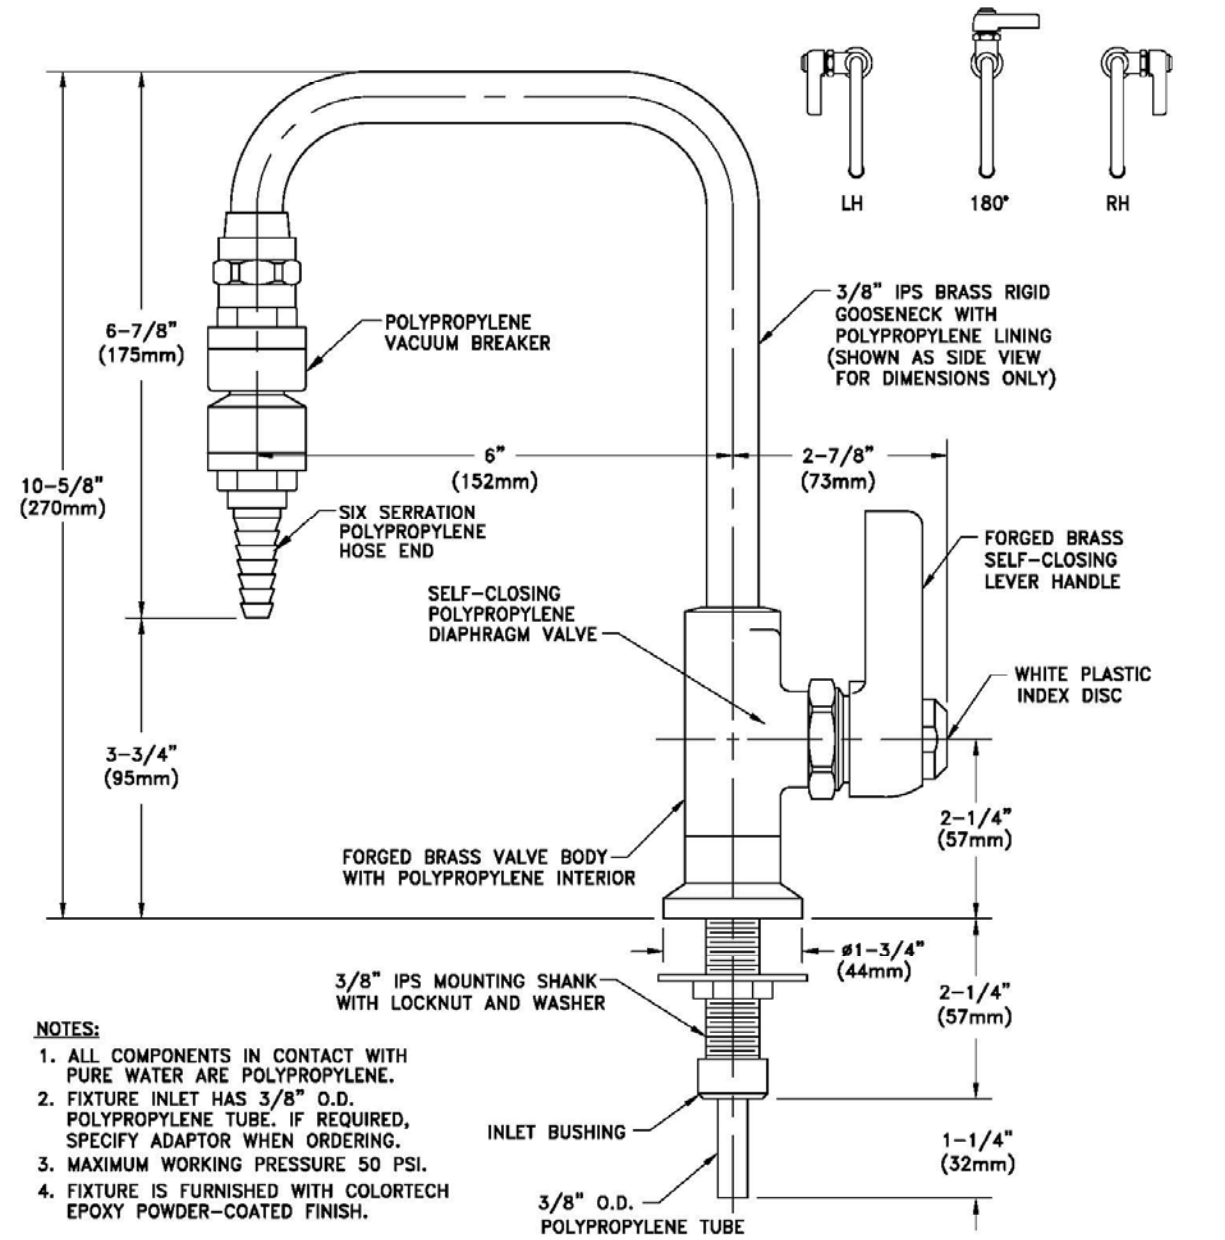 LH
180°
RH
3/8" IPS BRASS RIGID
GOOSENECK WITH
POLYPROPYLENE LINING
(SHOWN AS SIDE VIEW
FOR DIMENSIONS ONLY)
6-7/8"
(175mm)
POLYPROPYLENE
VACUUM BREAKER
6"
(152mm)
2-7/8"
(73mm)
10-5/8"
(270mm)
SIX SERRATION
POLYPROPYLENE
HOSE END
FORGED BRASS
SELF-CLOSING
LEVER HANDLE
SELF-CLOSING
POLYPROPYLENE
DIAPHRAGM VALVE
WHITE PLASTIC
INDEX DISC
3-3/4"
(95mm)
2-1/4"
(57mm)
FORGED BRASS VALVE BODY
WITH POLYPROPYLENE INTERIOR
ø1-3/4"
(44mm)
3/8" IPS MOUNTING SHANK
WITH LOCKNUT AND WASHER
2-1/4"
(57mm)
NOTES:
1. ALL COMPONENTS IN CONTACT WITH
PURE WATER ARE POLYPROPYLENE.
2. FIXTURE INLET HAS 3/8" O.D.
POLYPROPYLENE TUBE. IF REQUIRED,
SPECIFY ADAPTOR WHEN ORDERING.
3. MAXIMUM WORKING PRESSURE 50 PSI.
4. FIXTURE IS FURNISHED WITH COLORTECH
EPOXY POWDER-COATED FINISH.
INLET BUSHING
1-1/4"
(32mm)
3/8" O.D.
POLYPROPYLENE TUBE